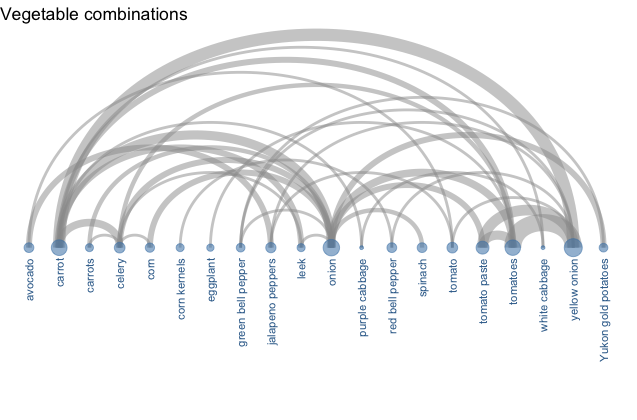 Vegetable combinations
avocado
carrot
carrots
celery
corn
corn kernels
eggplant
green bell pepper
jalapeno peppers
leek
onion
purple cabbage
red bell pepper
spinach
tomato
tomato paste
tomatoes
white cabbage
yellow onion
Yukon gold potatoes